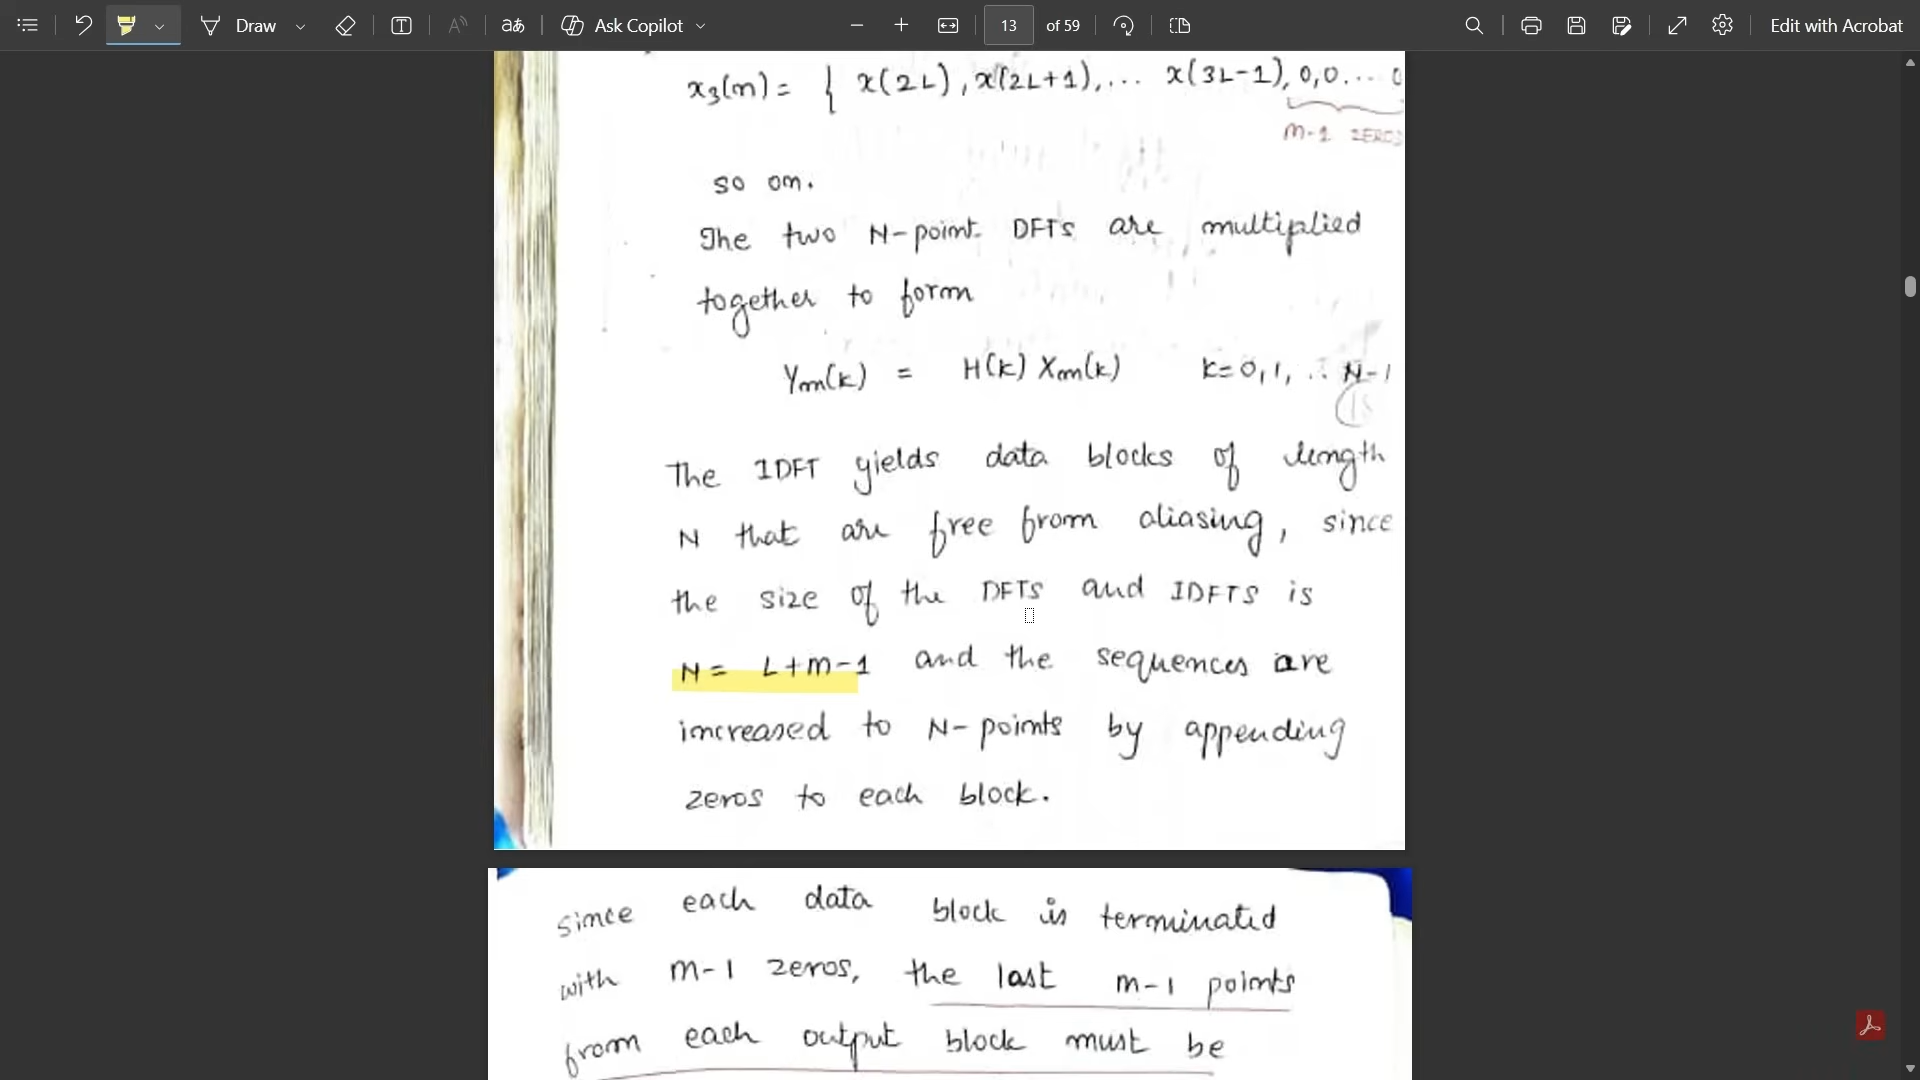 Draw
Ask Copilot
13 of 59
Edit with Acrobat
x3(n) = { x(2L), x(2L+1), ... x(3L-1), 0,0....0
m-1 ZEROS
so on.
The two N-point DFTs are multiplied
together to form
Ym(k) = H(k) Xm(k) k=0,1, .. N-1
The IDFT yields data blocks of length
N that are free from aliasing, since
the size of the DFTS and IDFTS is
N = L+m-1 and the sequences are
increased to N-points by appending
zeros to each block.
since each data block is terminated
with m-1 zeros, the last m-1 points
from each output block must be